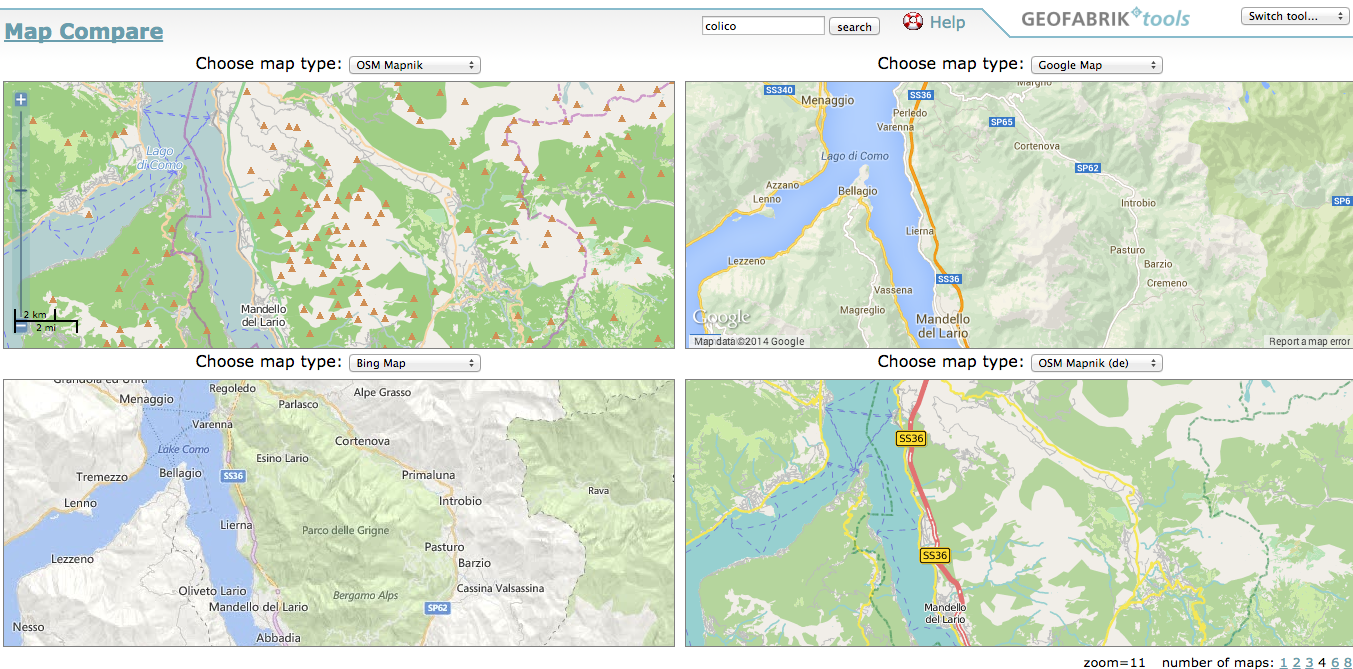 Map Compare
colico
search
Help
GEOFABRIK tools
Switch tool...
Choose map type: OSM Mapnik
Lago
di Como
Mandello
del Lario
2 km
2 mi
Choose map type: Google Map
SS340
Menaggio
SS36
Perledo
Varenna
Margno
SP65
Cortenova
Lago di Como
SP62
Azzano
Lenno
Bellagio
Introbio
SP6
Lierna
Pasturo
Lezzeno
Barzio
SS36
Cremeno
Vassena
Magreglio
Mandello
del Lario
Google
Map data ©2014 Google
Report a map error
Choose map type: Bing Map
Grandola ed Uniti
Menaggio
Regoledo
Parlasco
Alpe Grasso
Varenna
Cortenova
Lake Como
Esino Lario
Tremezzo
Bellagio
SS36
Primaluna
Rava
Lenno
Introbio
Lierna
Parco delle Grigne
Pasturo
Lezzeno
Barzio
Oliveto Lario
Bergamo Alps
Cassina Valsassina
Mandello del Lario
SP62
Nesso
Abbadia
Choose map type: OSM Mapnik (de)
SS36
SS36
Mandello
del Lario
zoom=11 number of maps: 1 2 3 4 6 8